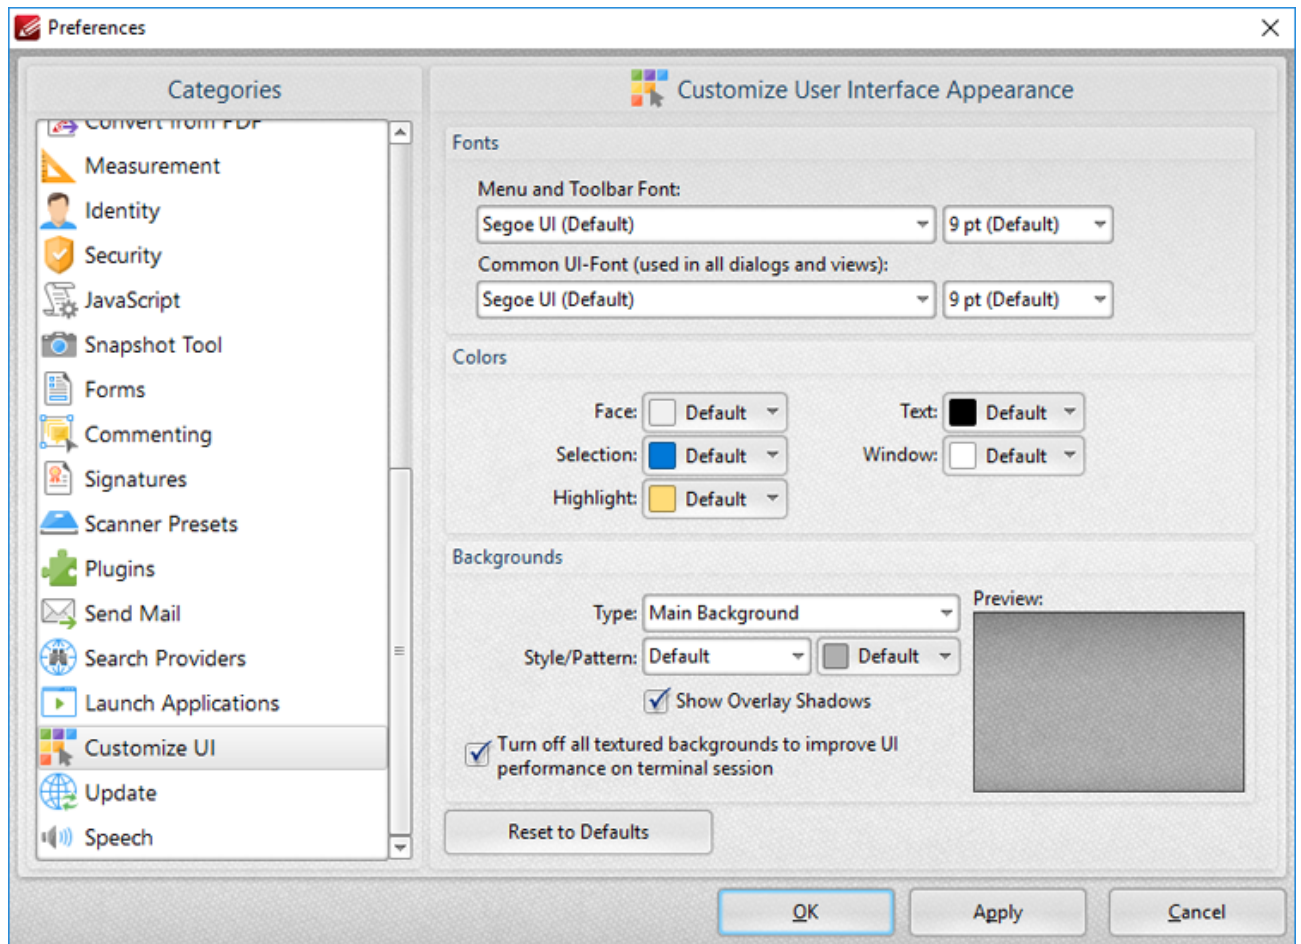 Preferences
Categories
Convert from PDF
Measurement
Identity
Security
JavaScript
Snapshot Tool
Forms
Commenting
Signatures
Scanner Presets
Plugins
Send Mail
Search Providers
Launch Applications
Customize UI
Update
Speech
Customize User Interface Appearance
Fonts
Menu and Toolbar Font:
Segoe UI (Default) 9 pt (Default)
Common UI-Font (used in all dialogs and views):
Segoe UI (Default) 9 pt (Default)
Colors
Face: Default Text: Default
Selection: Default Window: Default
Highlight: Default
Backgrounds
Type: Main Background
Preview:
Style/Pattern: Default Default
Show Overlay Shadows
Turn off all textured backgrounds to improve UI
performance on terminal session
Reset to Defaults
OK Apply Cancel